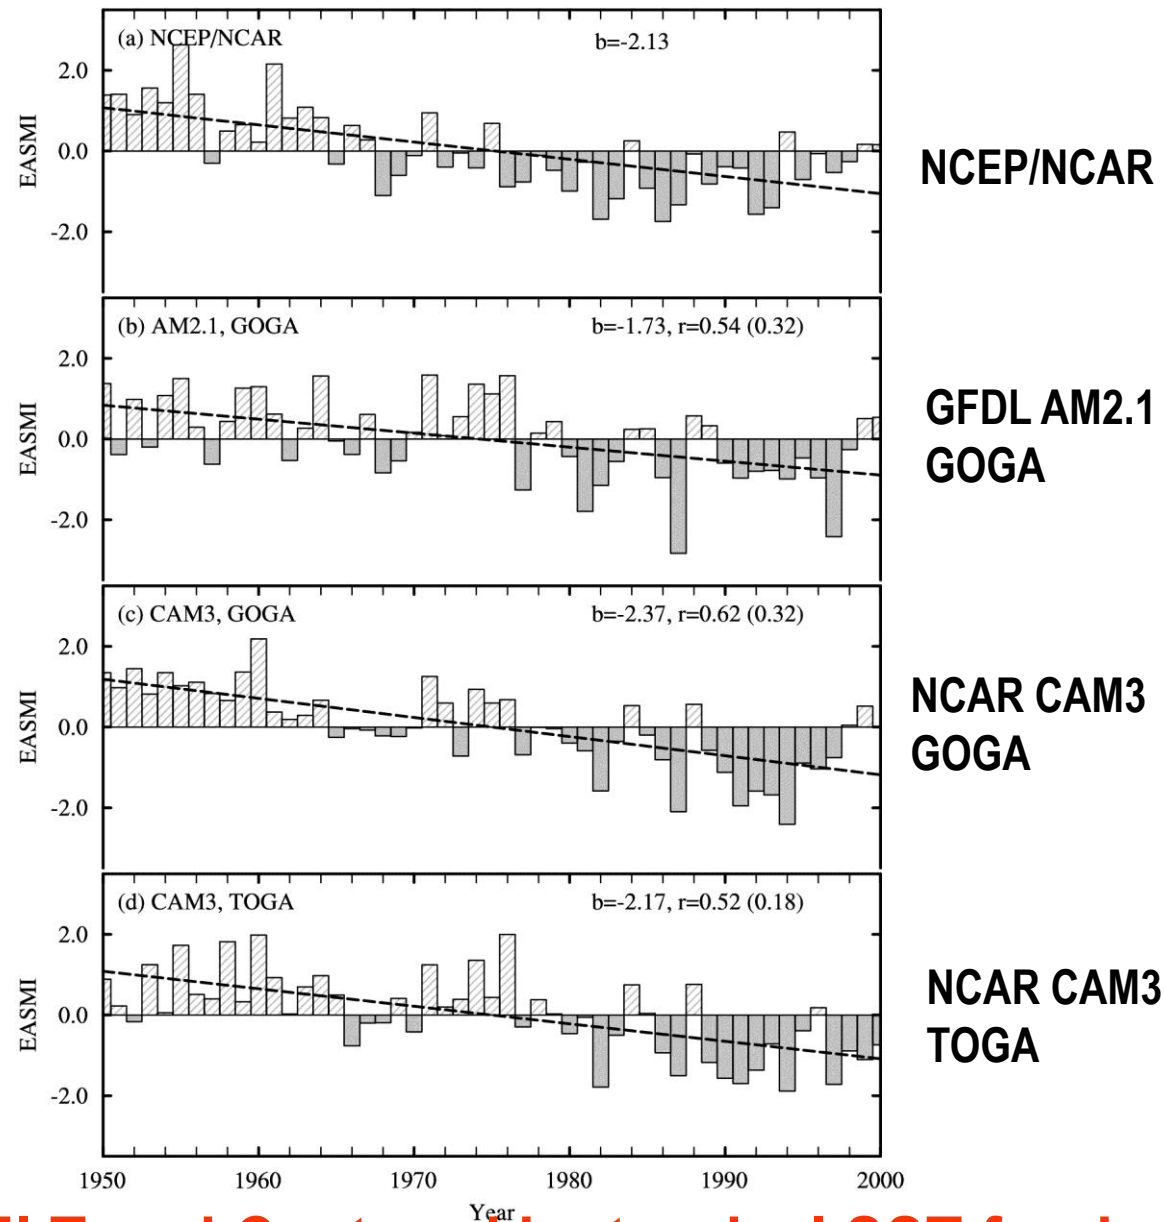 (a) NCEP/NCAR
b=-2.13
2.0
0.0
-2.0
EASMI
NCEP/NCAR
(b) AM2.1, GOGA
b=-1.73, r=0.54 (0.32)
2.0
0.0
-2.0
EASMI
GFDL AM2.1
GOGA
(c) CAM3, GOGA
b=-2.37, r=0.62 (0.32)
2.0
0.0
-2.0
EASMI
NCAR CAM3
GOGA
(d) CAM3, TOGA
b=-2.17, r=0.52 (0.18)
2.0
0.0
-2.0
EASMI
NCAR CAM3
TOGA
1950 1960 1970 1980 1990 2000
Year